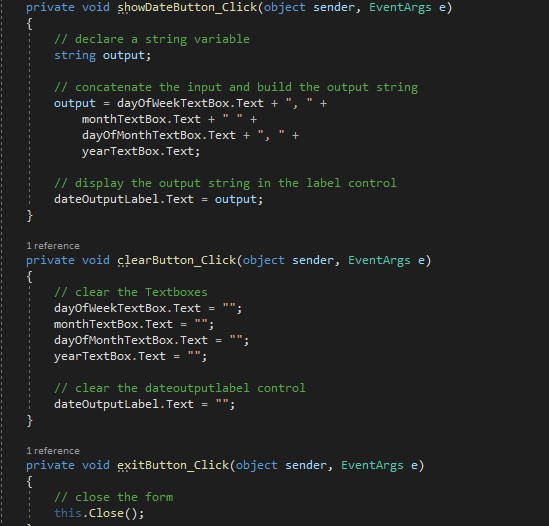 private void showDateButton_Click(object sender, EventArgs e)
{
    // declare a string variable
    string output;

    // concatenate the input and build the output string
    output = dayOfWeekTextBox.Text + ", " +
        monthTextBox.Text + " " +
        dayOfMonthTextBox.Text + ", " +
        yearTextBox.Text;

    // display the output string in the label control
    dateOutputLabel.Text = output;
}

1 reference
private void clearButton_Click(object sender, EventArgs e)
{
    // clear the Textboxes
    dayOfWeekTextBox.Text = "";
    monthTextBox.Text = "";
    dayOfMonthTextBox.Text = "";
    yearTextBox.Text = "";

    // clear the dateoutputlabel control
    dateOutputLabel.Text = "";
}

1 reference
private void exitButton_Click(object sender, EventArgs e)
{
    // close the form
    this.Close();